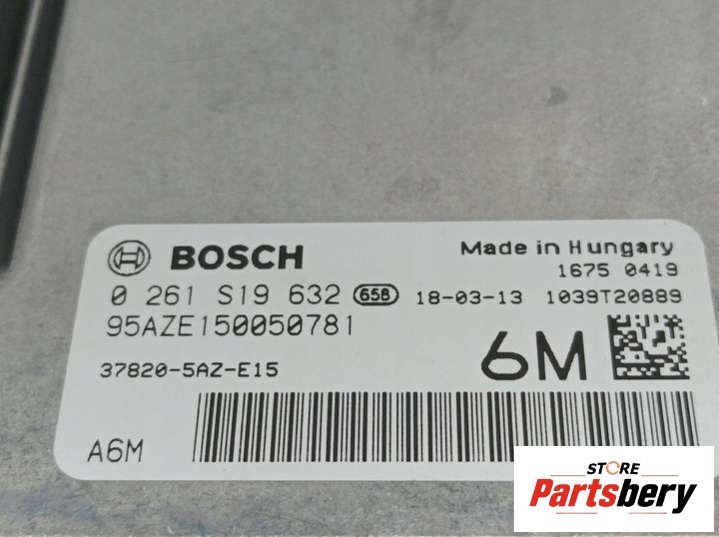 BOSCH
Made in Hungary
1675 0419
0 261 S19 632 658 18-03-13 1039T20889
95AZE150050781
37820-5AZ-E15
6M
A6M
STORE
Partsbery